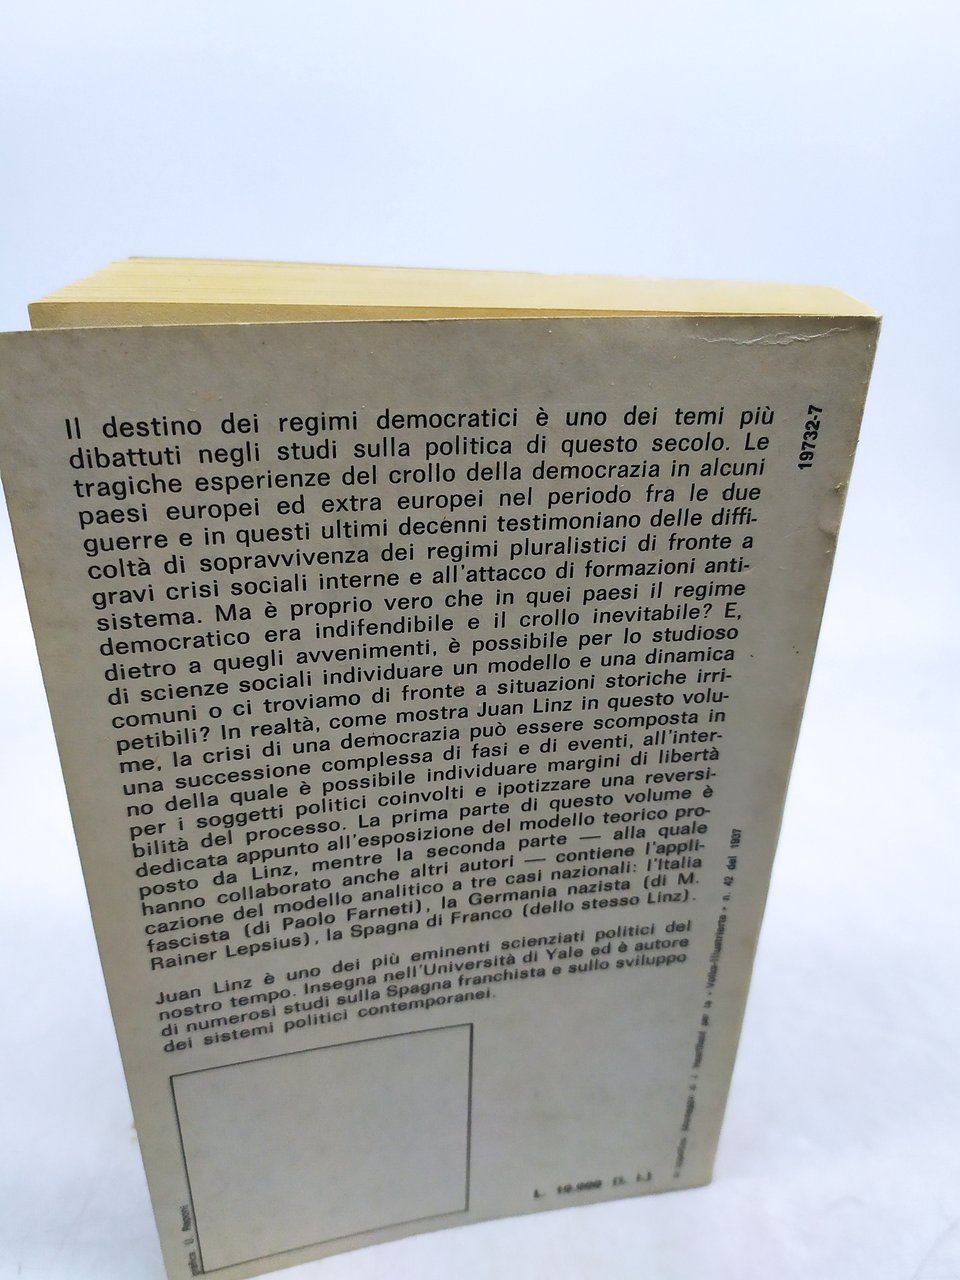 Il destino dei regimi democratici è uno dei temi più
dibattuti negli studi sulla politica di questo secolo. Le
tragiche esperienze del crollo della democrazia in alcuni
paesi europei ed extra europei nel periodo fra le due
guerre e in questi ultimi decenni testimoniano delle diffi-
coltà di sopravvivenza dei regimi pluralistici di fronte a
gravi crisi sociali interne e all'attacco di formazioni anti-
sistema. Ma è proprio vero che in quei paesi il regime
democratico era indifendibile e il crollo inevitabile? E,
dietro a quegli avvenimenti, è possibile per lo studioso
di scienze sociali individuare un modello e una dinamica
comuni o ci troviamo di fronte a situazioni storiche irri-
petibili? In realtà, come mostra Juan Linz in questo volu-
me, la crisi di una democrazia può essere scomposta in
una successione complessa di fasi e di eventi, all'inter-
no della quale è possibile individuare margini di libertà
per i soggetti politici coinvolti e ipotizzare una reversi-
bilità del processo. La prima parte di questo volume è
dedicata appunto all'esposizione del modello teorico pro-
posto da Linz, mentre la seconda parte — alla quale
hanno collaborato anche altri autori — contiene l'appli-
cazione del modello analitico a tre casi nazionali: l'Italia
fascista (di Paolo Farneti), la Germania nazista (di M.
Rainer Lepsius), la Spagna di Franco (dello stesso Linz).
Juan Linz è uno dei più eminenti scienziati politici del
nostro tempo. Insegna nell'Università di Yale ed è autore
di numerosi studi sulla Spagna franchista e sullo sviluppo
dei sistemi politici contemporanei.
19732-7
n. 42 del 1937
L.